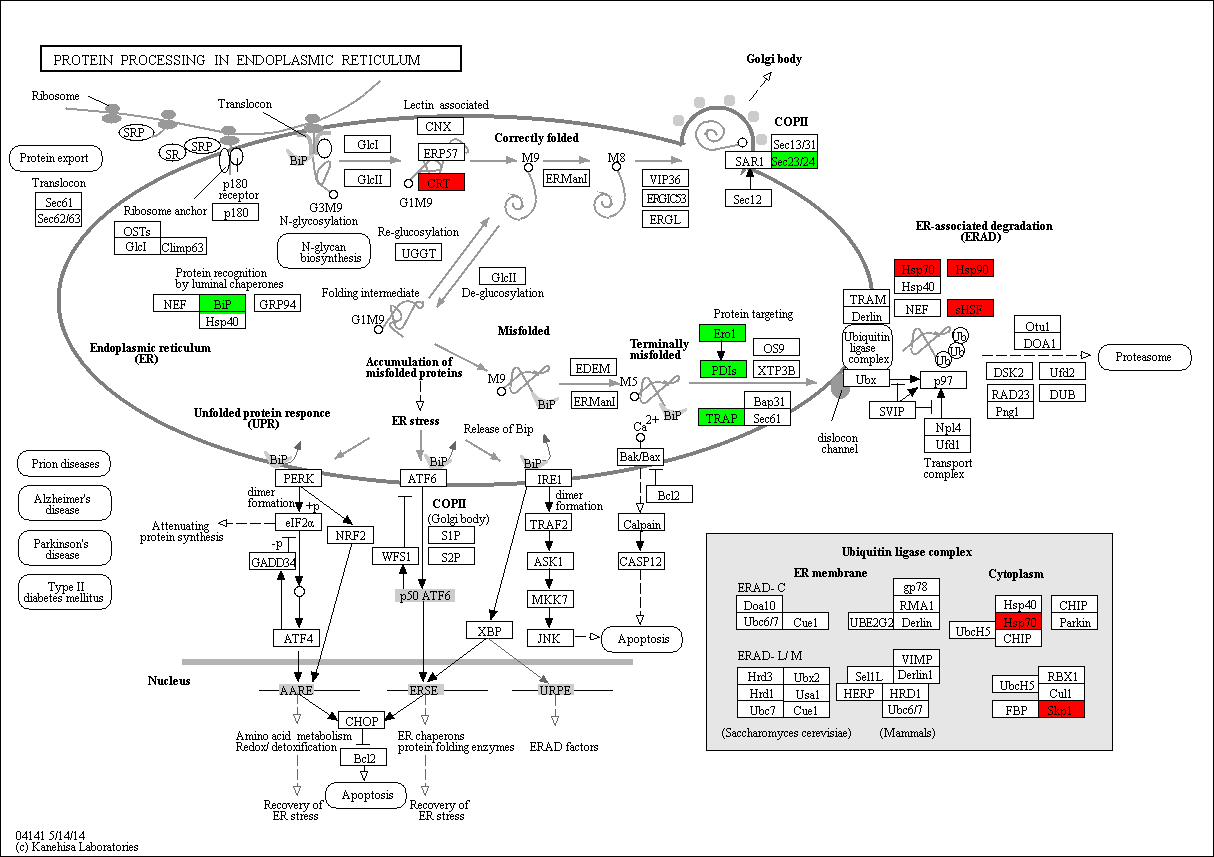 PROTEIN PROCESSING IN ENDOPLASMIC RETICULUM
Golgi body
Ribosome
Translocon
Lectin associated
SRP
SR
SRP
BiP
GlcI
GlcII
CNX
ERP57
CRT
G1M9
Correctly folded
M9
ERManI
M8
VIP36
ERGIC53
ERGL
COPII
Sec13/31
SAR1
Sec23/24
Sec12
Protein export
Translocon
Sec61
Sec62/63
p180
receptor
p180
Ribosome anchor
OSTs
GlcI
Climp63
G3M9
N-glycosylation
N-glycan
biosynthesis
Re-glucosylation
UGGT
GlcII
De-glucosylation
Protein recognition
by luminal chaperones
NEF
BiP
GRP94
Hsp40
Folding intermediate
G1M9
Misfolded
Endoplasmic reticulum
(ER)
Accumulation of
misfolded proteins
M9
BiP
EDEM
ERManI
Terminally
misfolded
M5
BiP
Protein targeting
Ero1
PDIs
OS9
XTP3B
TRAP
Bap31
Sec61
ER-associated degradation
(ERAD)
Hsp70
Hsp90
Hsp40
NEF
sHSF
TRAM
Derlin
Ubiquitin
ligase
complex
Ubx
Ub
Ub
Ub
p97
SVIP
Npl4
Ufd1
Transport
complex
dislocon
channel
Otu1
DOA1
DSK2
Ufd2
RAD23
DUB
Png1
Proteasome
Unfolded protein responce
(UPR)
ER stress
Release of Bip
Ca2+
Bak/Bax
Bcl2
Calpain
CASP12
Apoptosis
Prion diseases
Alzheimer's
disease
Parkinson's
disease
Type II
diabetes mellitus
BiP
PERK
dimer
formation
+p
eIF2α
Attenuating
protein synthesis
-p
GADD34
NRF2
ATF4
BiP
ATF6
COPII
(Golgi body)
S1P
S2P
WFS1
p50 ATF6
BiP
IRE1
dimer
formation
TRAF2
ASK1
MKK7
JNK
XBP
Nucleus
AARE
ERSE
URPE
CHOP
Amino acid metabolism
Redox/ detoxification
ER chaperons
protein folding enzymes
ERAD factors
Bcl2
Apoptosis
Recovery of
ER stress
Recovery of
ER stress
Ubiquitin ligase complex
ER membrane
Cytoplasm
ERAD- C
Doa10
Ubc6/7
Cue1
gp78
RMA1
UBE2G2
Derlin
Hsp40
Hsp70
UbcH5
CHIP
CHIP
Parkin
ERAD- L/ M
Hrd3
Ubx2
Hrd1
Usa1
Ubc7
Cue1
VIMP
Sel1L
Derlin1
HERP
HRD1
Ubc6/7
RBX1
UbcH5
Cul1
FBP
Skp1
(Saccharomyces cerevisiae)
(Mammals)
04141 5/14/14
(c) Kanehisa Laboratories